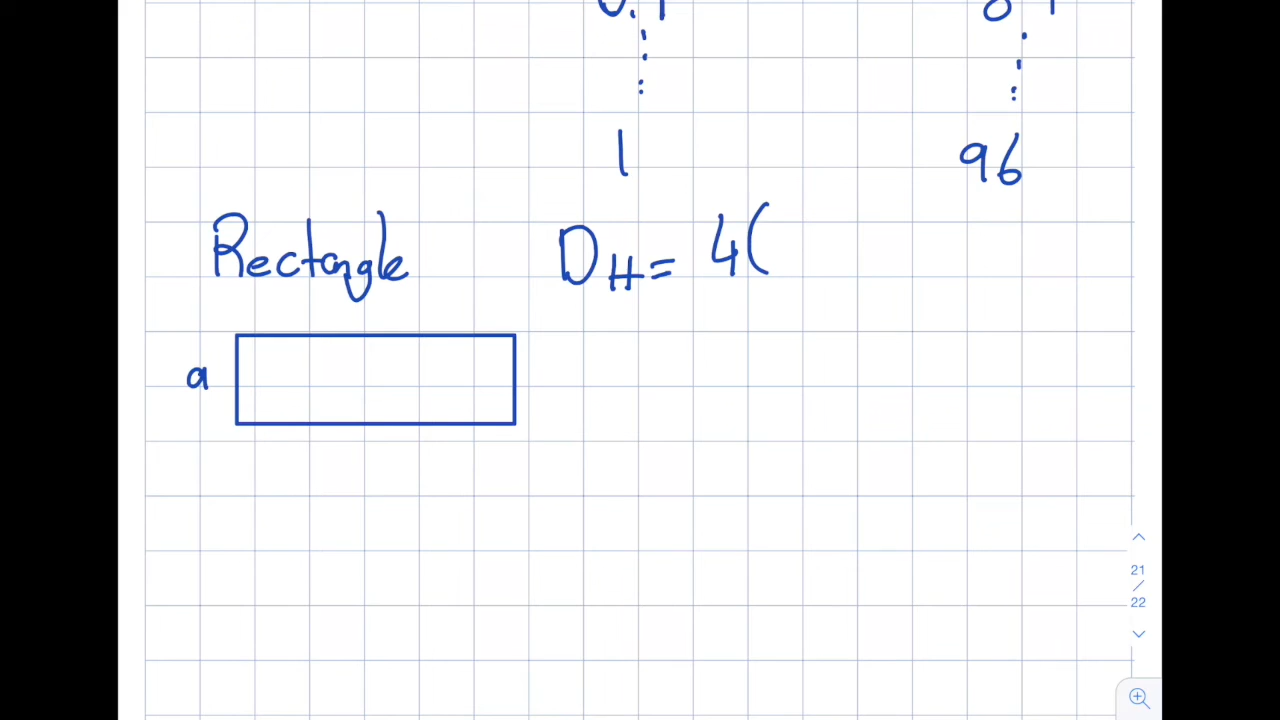 1 96
Rectangle D_H = 4(
a
21
/
22